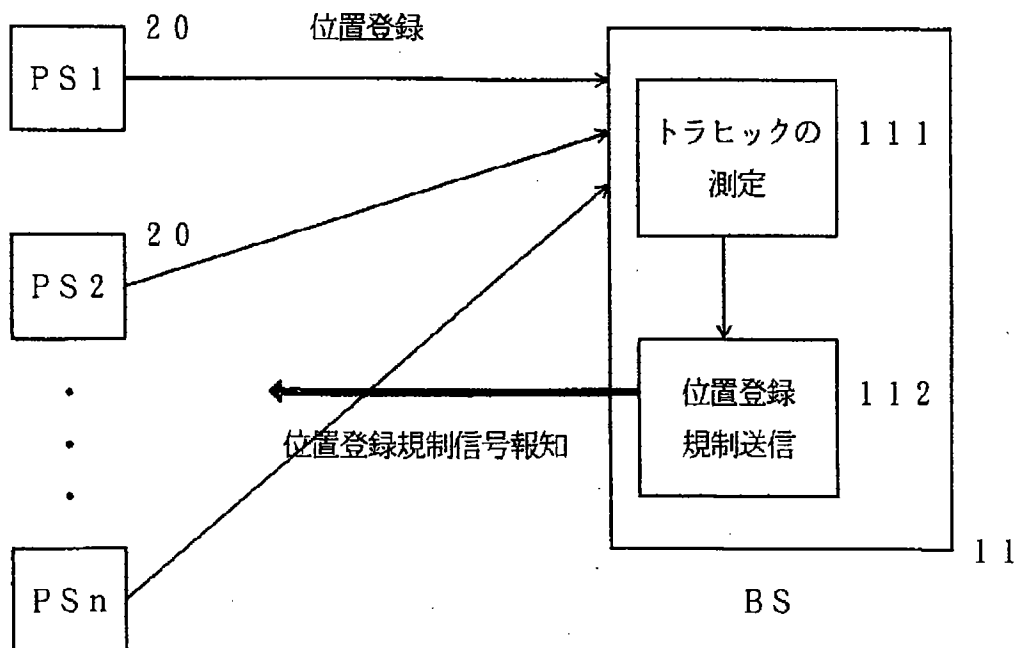 20
位置登録
PS1
トラヒックの
測定
111
20
PS2
位置登録
規制送信
112
位置登録規制信号報知
PSn
11
BS